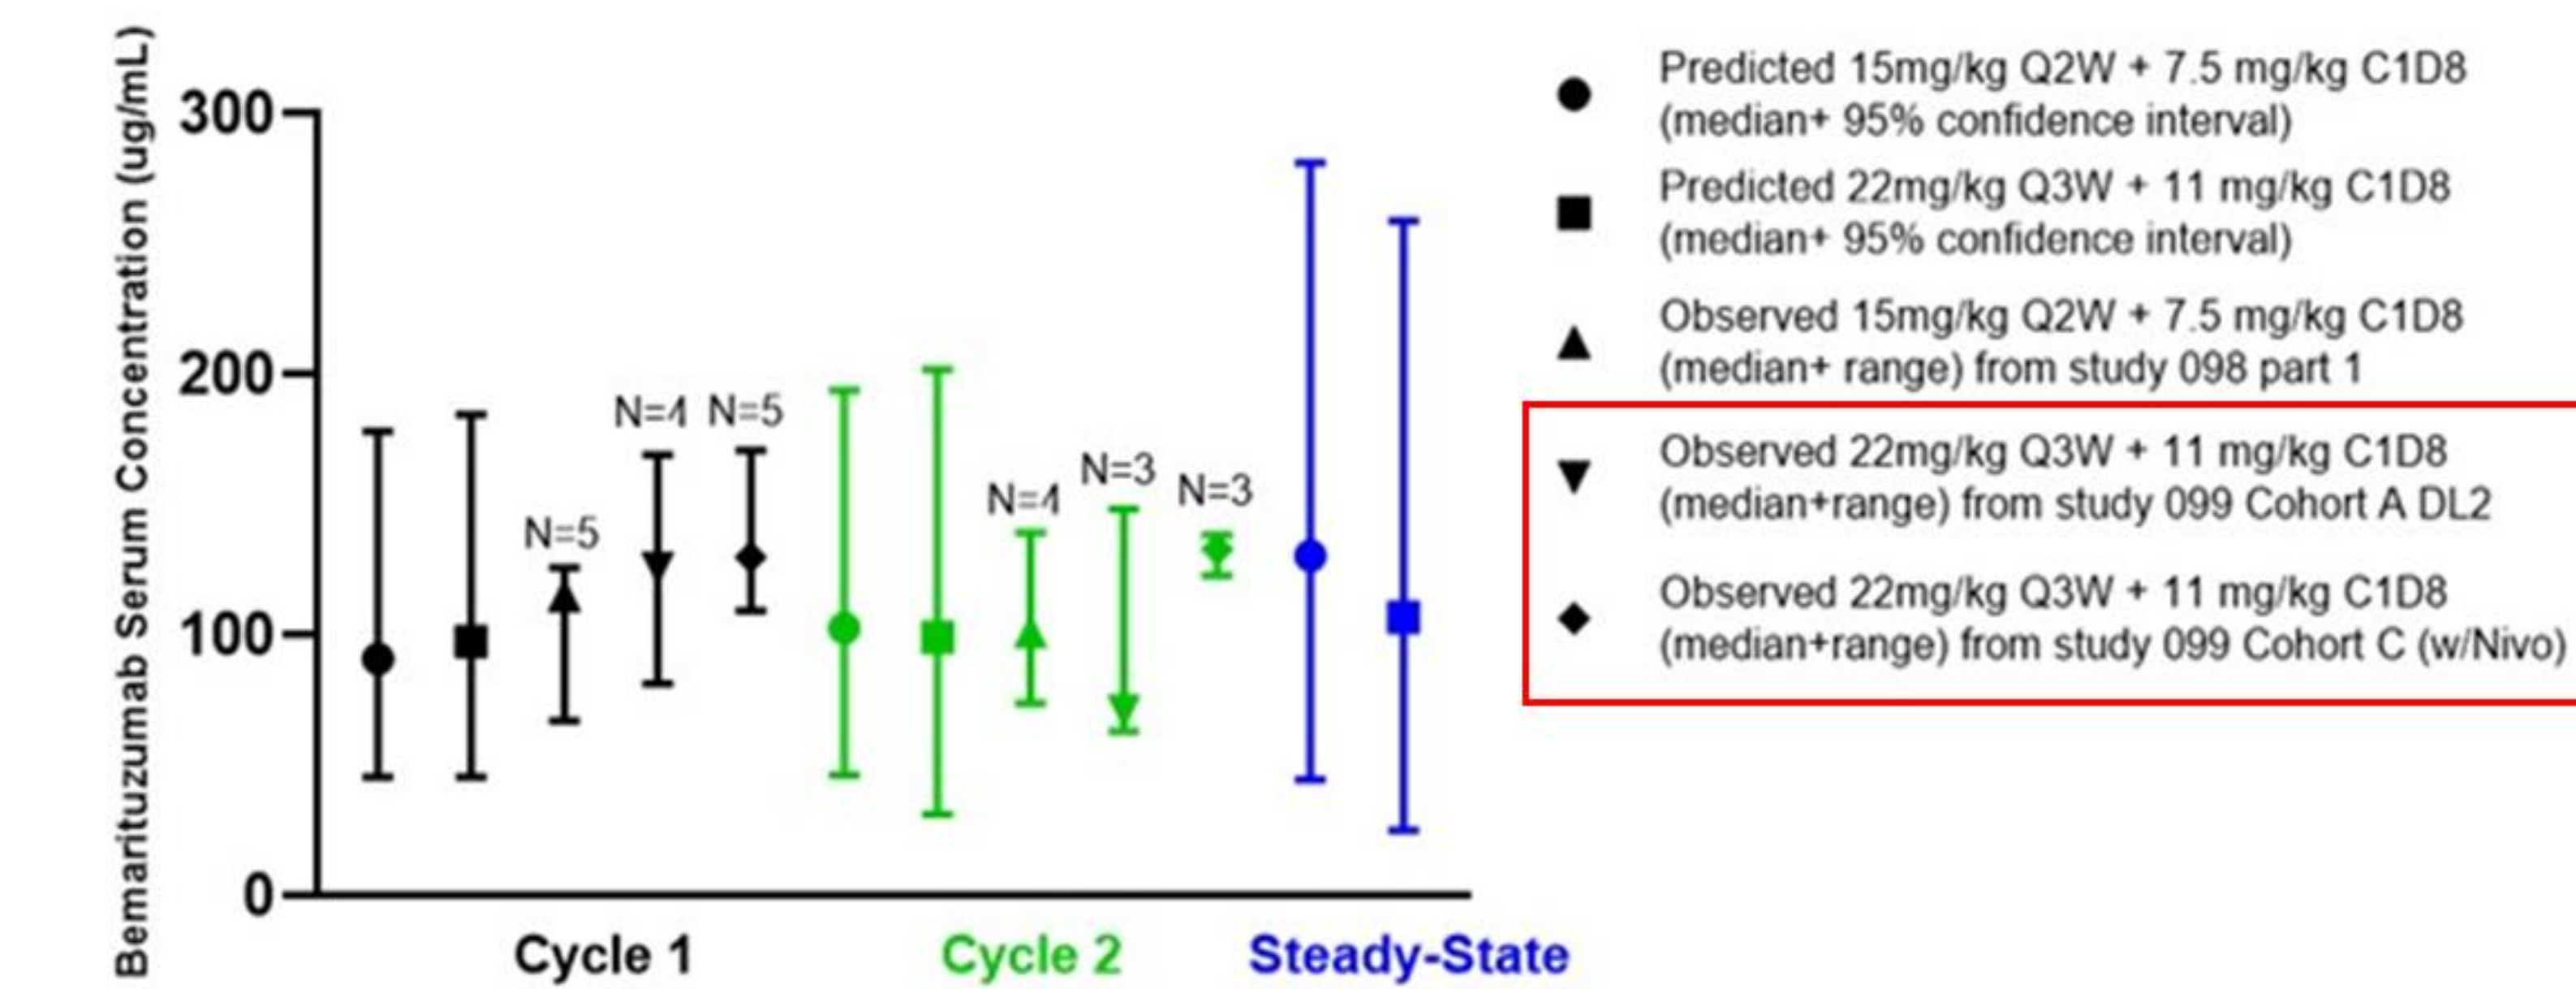 Bemarituzumab Serum Concentration (ug/mL)
300
200
100
0
N=5
N=4
N=5
N=4
N=3
N=3
Cycle 1
Cycle 2
Steady-State
Predicted 15mg/kg Q2W + 7.5 mg/kg C1D8
(median+ 95% confidence interval)
Predicted 22mg/kg Q3W + 11 mg/kg C1D8
(median+ 95% confidence interval)
Observed 15mg/kg Q2W + 7.5 mg/kg C1D8
(median+ range) from study 098 part 1
Observed 22mg/kg Q3W + 11 mg/kg C1D8
(median+range) from study 099 Cohort A DL2
Observed 22mg/kg Q3W + 11 mg/kg C1D8
(median+range) from study 099 Cohort C (w/Nivo)